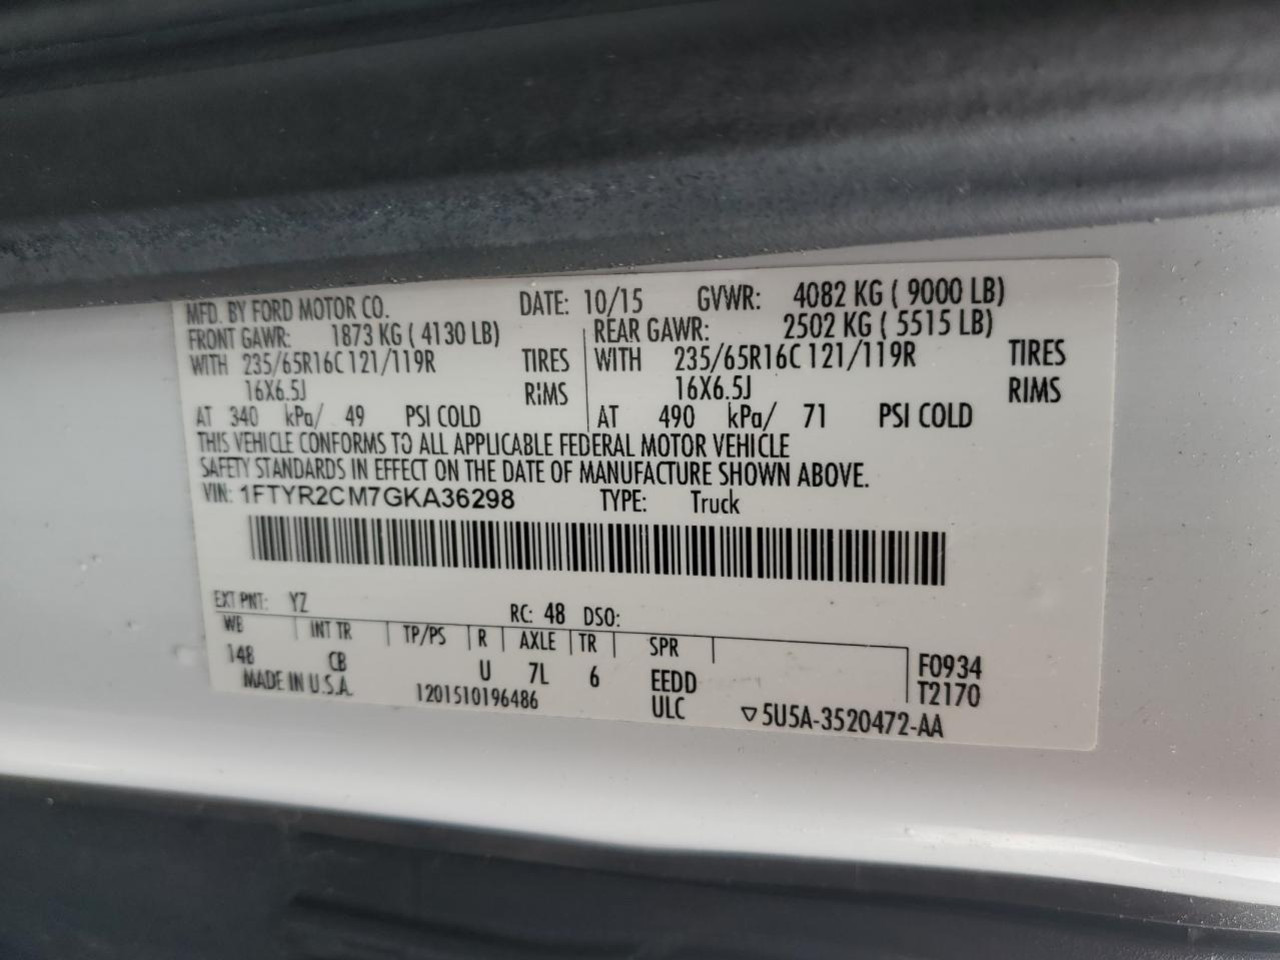 MFD. BY FORD MOTOR CO. DATE: 10/15 GVWR: 4082 KG ( 9000 LB)
FRONT GAWR: 1873 KG ( 4130 LB) REAR GAWR: 2502 KG ( 5515 LB)
WITH 235/65R16C 121/119R TIRES WITH 235/65R16C 121/119R TIRES
16X6.5J RIMS 16X6.5J RIMS
AT 340 kPa/ 49 PSI COLD AT 490 kPa/ 71 PSI COLD
THIS VEHICLE CONFORMS TO ALL APPLICABLE FEDERAL MOTOR VEHICLE
SAFETY STANDARDS IN EFFECT ON THE DATE OF MANUFACTURE SHOWN ABOVE.
VIN: 1FTYR2CM7GKA36298 TYPE: Truck
EXT PNT: YZ RC: 48 DSO:
WB INT TR TP/PS R AXLE TR SPR
148 CB U 7L 6 EEDD F0934
MADE IN U.S.A. 1201510196486 ULC T2170
▽5U5A-3520472-AA